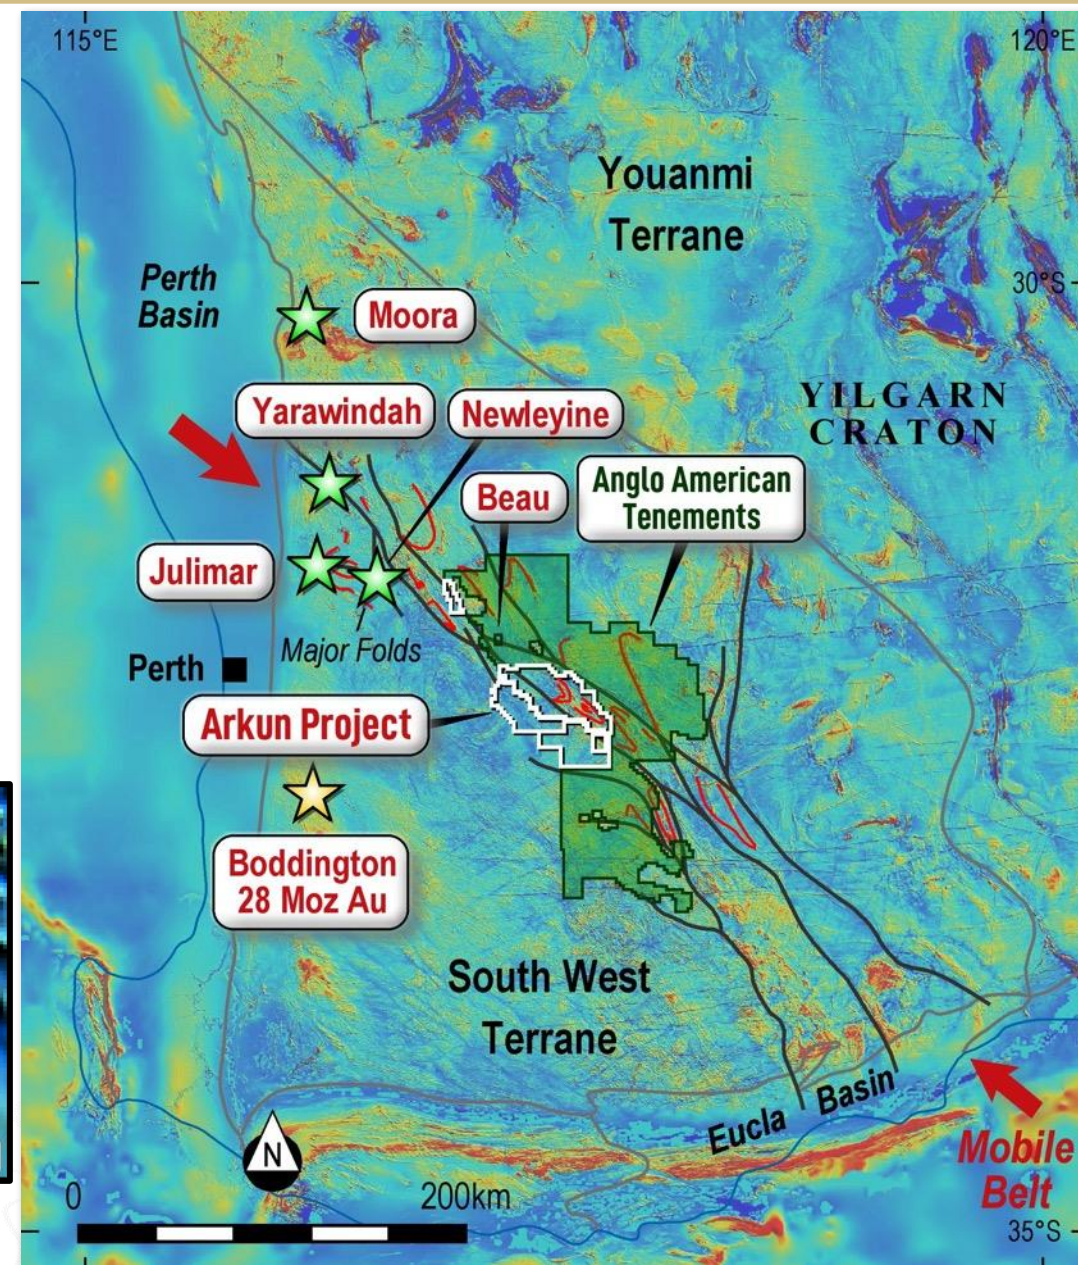 115°E
120°E
Youanmi
Terrane
Perth
Basin
30°S
Moora
YILGARN
CRATON
Yarawindah
Newleyine
Beau
Anglo American
Tenements
Julimar
Major Folds
Perth
Arkun Project
Boddington
28 Moz Au
South West
Terrane
Eucla Basin
Mobile
Belt
N
0
200km
35°S